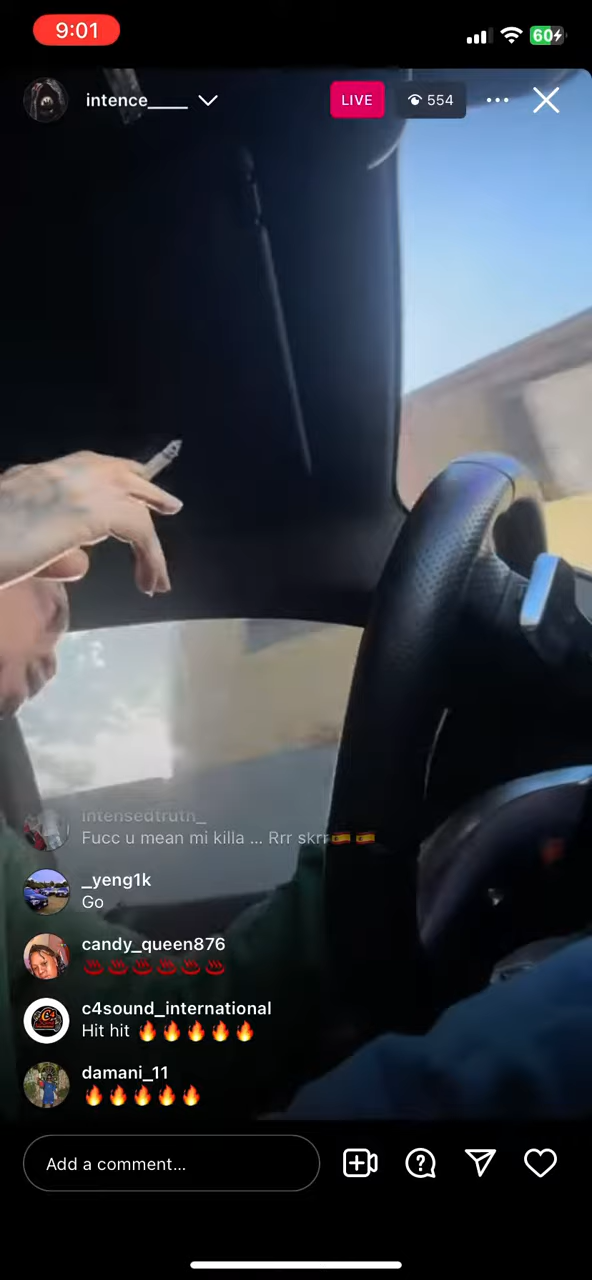 9:01
60
intence____
LIVE
554
intensedtruth_
Fucc u mean mi killa ... Rrr skrr🇪🇸🇪🇸
_yeng1k
Go
candy_queen876
♨️♨️♨️♨️♨️♨️
c4sound_international
Hit hit 🔥🔥🔥🔥🔥
damani_11
🔥🔥🔥🔥🔥
Add a comment...